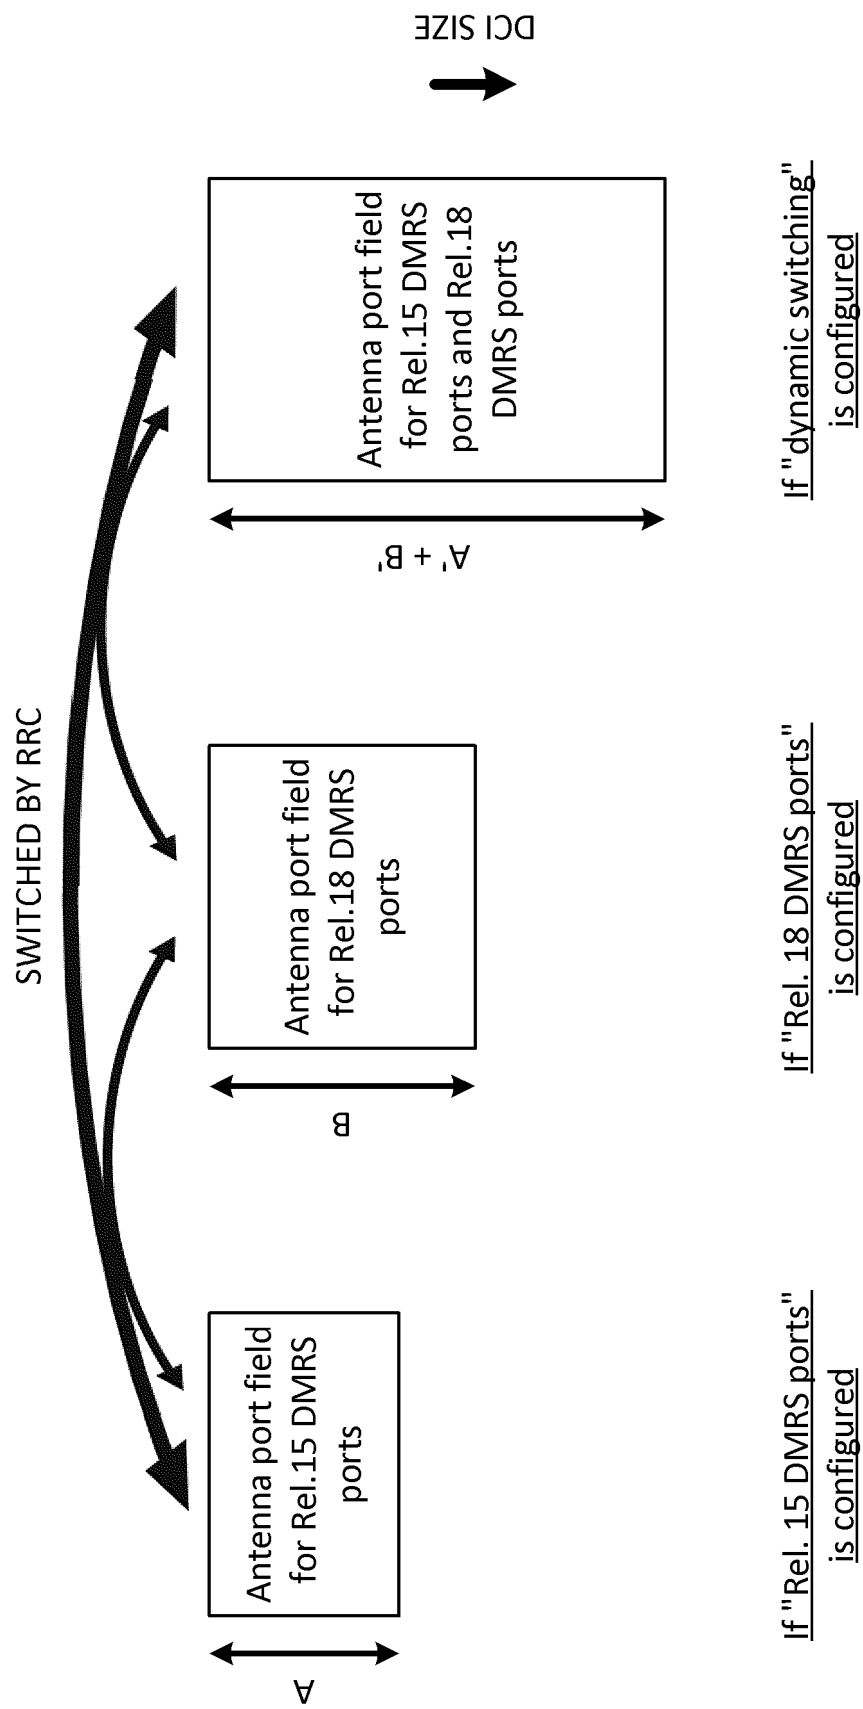 SWITCHED BY RRC
Antenna port field
for Rel.15 DMRS
ports
A
If "Rel. 15 DMRS ports"
is configured
Antenna port field
for Rel.18 DMRS
ports
B
If "Rel. 18 DMRS ports"
is configured
Antenna port field
for Rel.15 DMRS
ports and Rel.18
DMRS ports
A' + B'
If "dynamic switching"
is configured
DCI SIZE